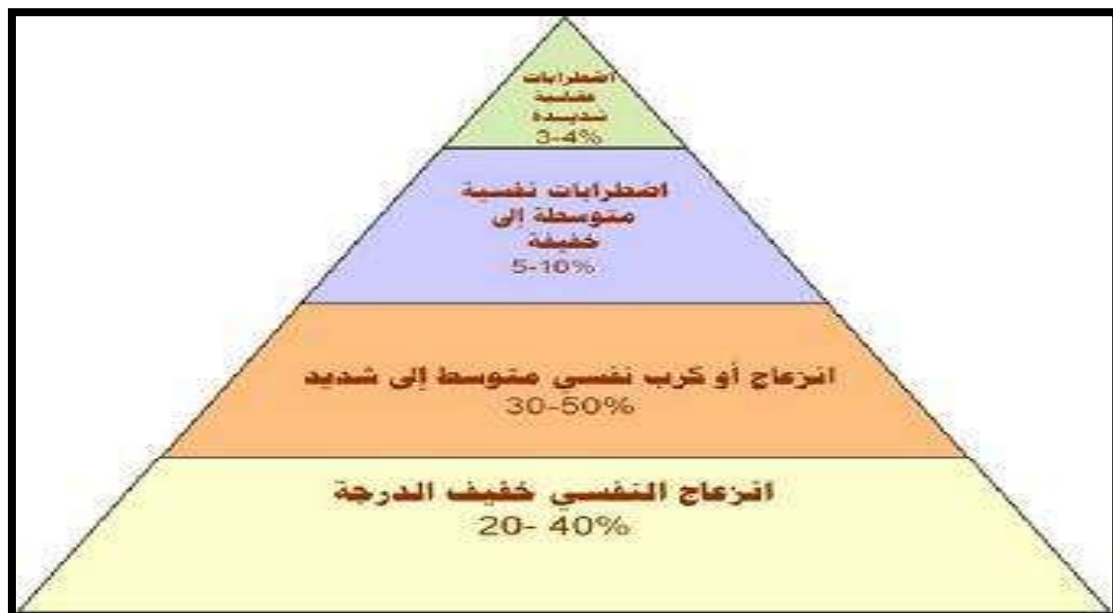 اضطرابات
عقلية
شديدة
3-4%
اضطرابات نفسية
متوسطة إلى
خفيفة
5-10%
انزعاج أو كرب نفسي متوسط إلى شديد
30-50%
انزعاج النفسي خفيف الدرجة
20- 40%